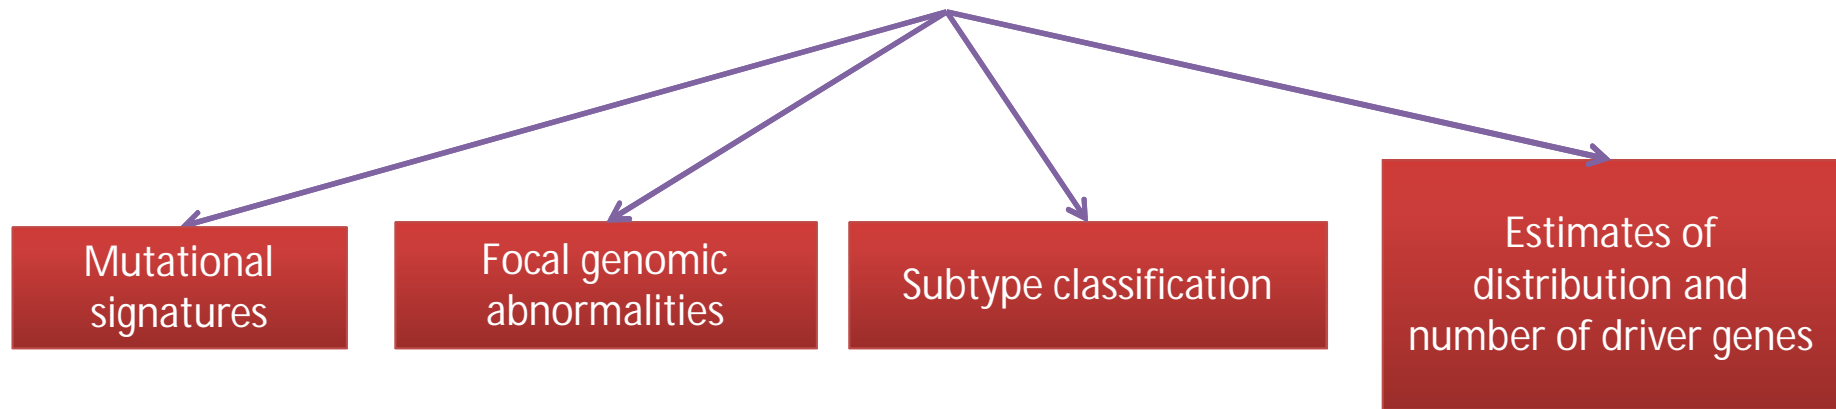 Mutational
signatures
Focal genomic
abnormalities
Subtype classification
Estimates of
distribution and
number of driver genes